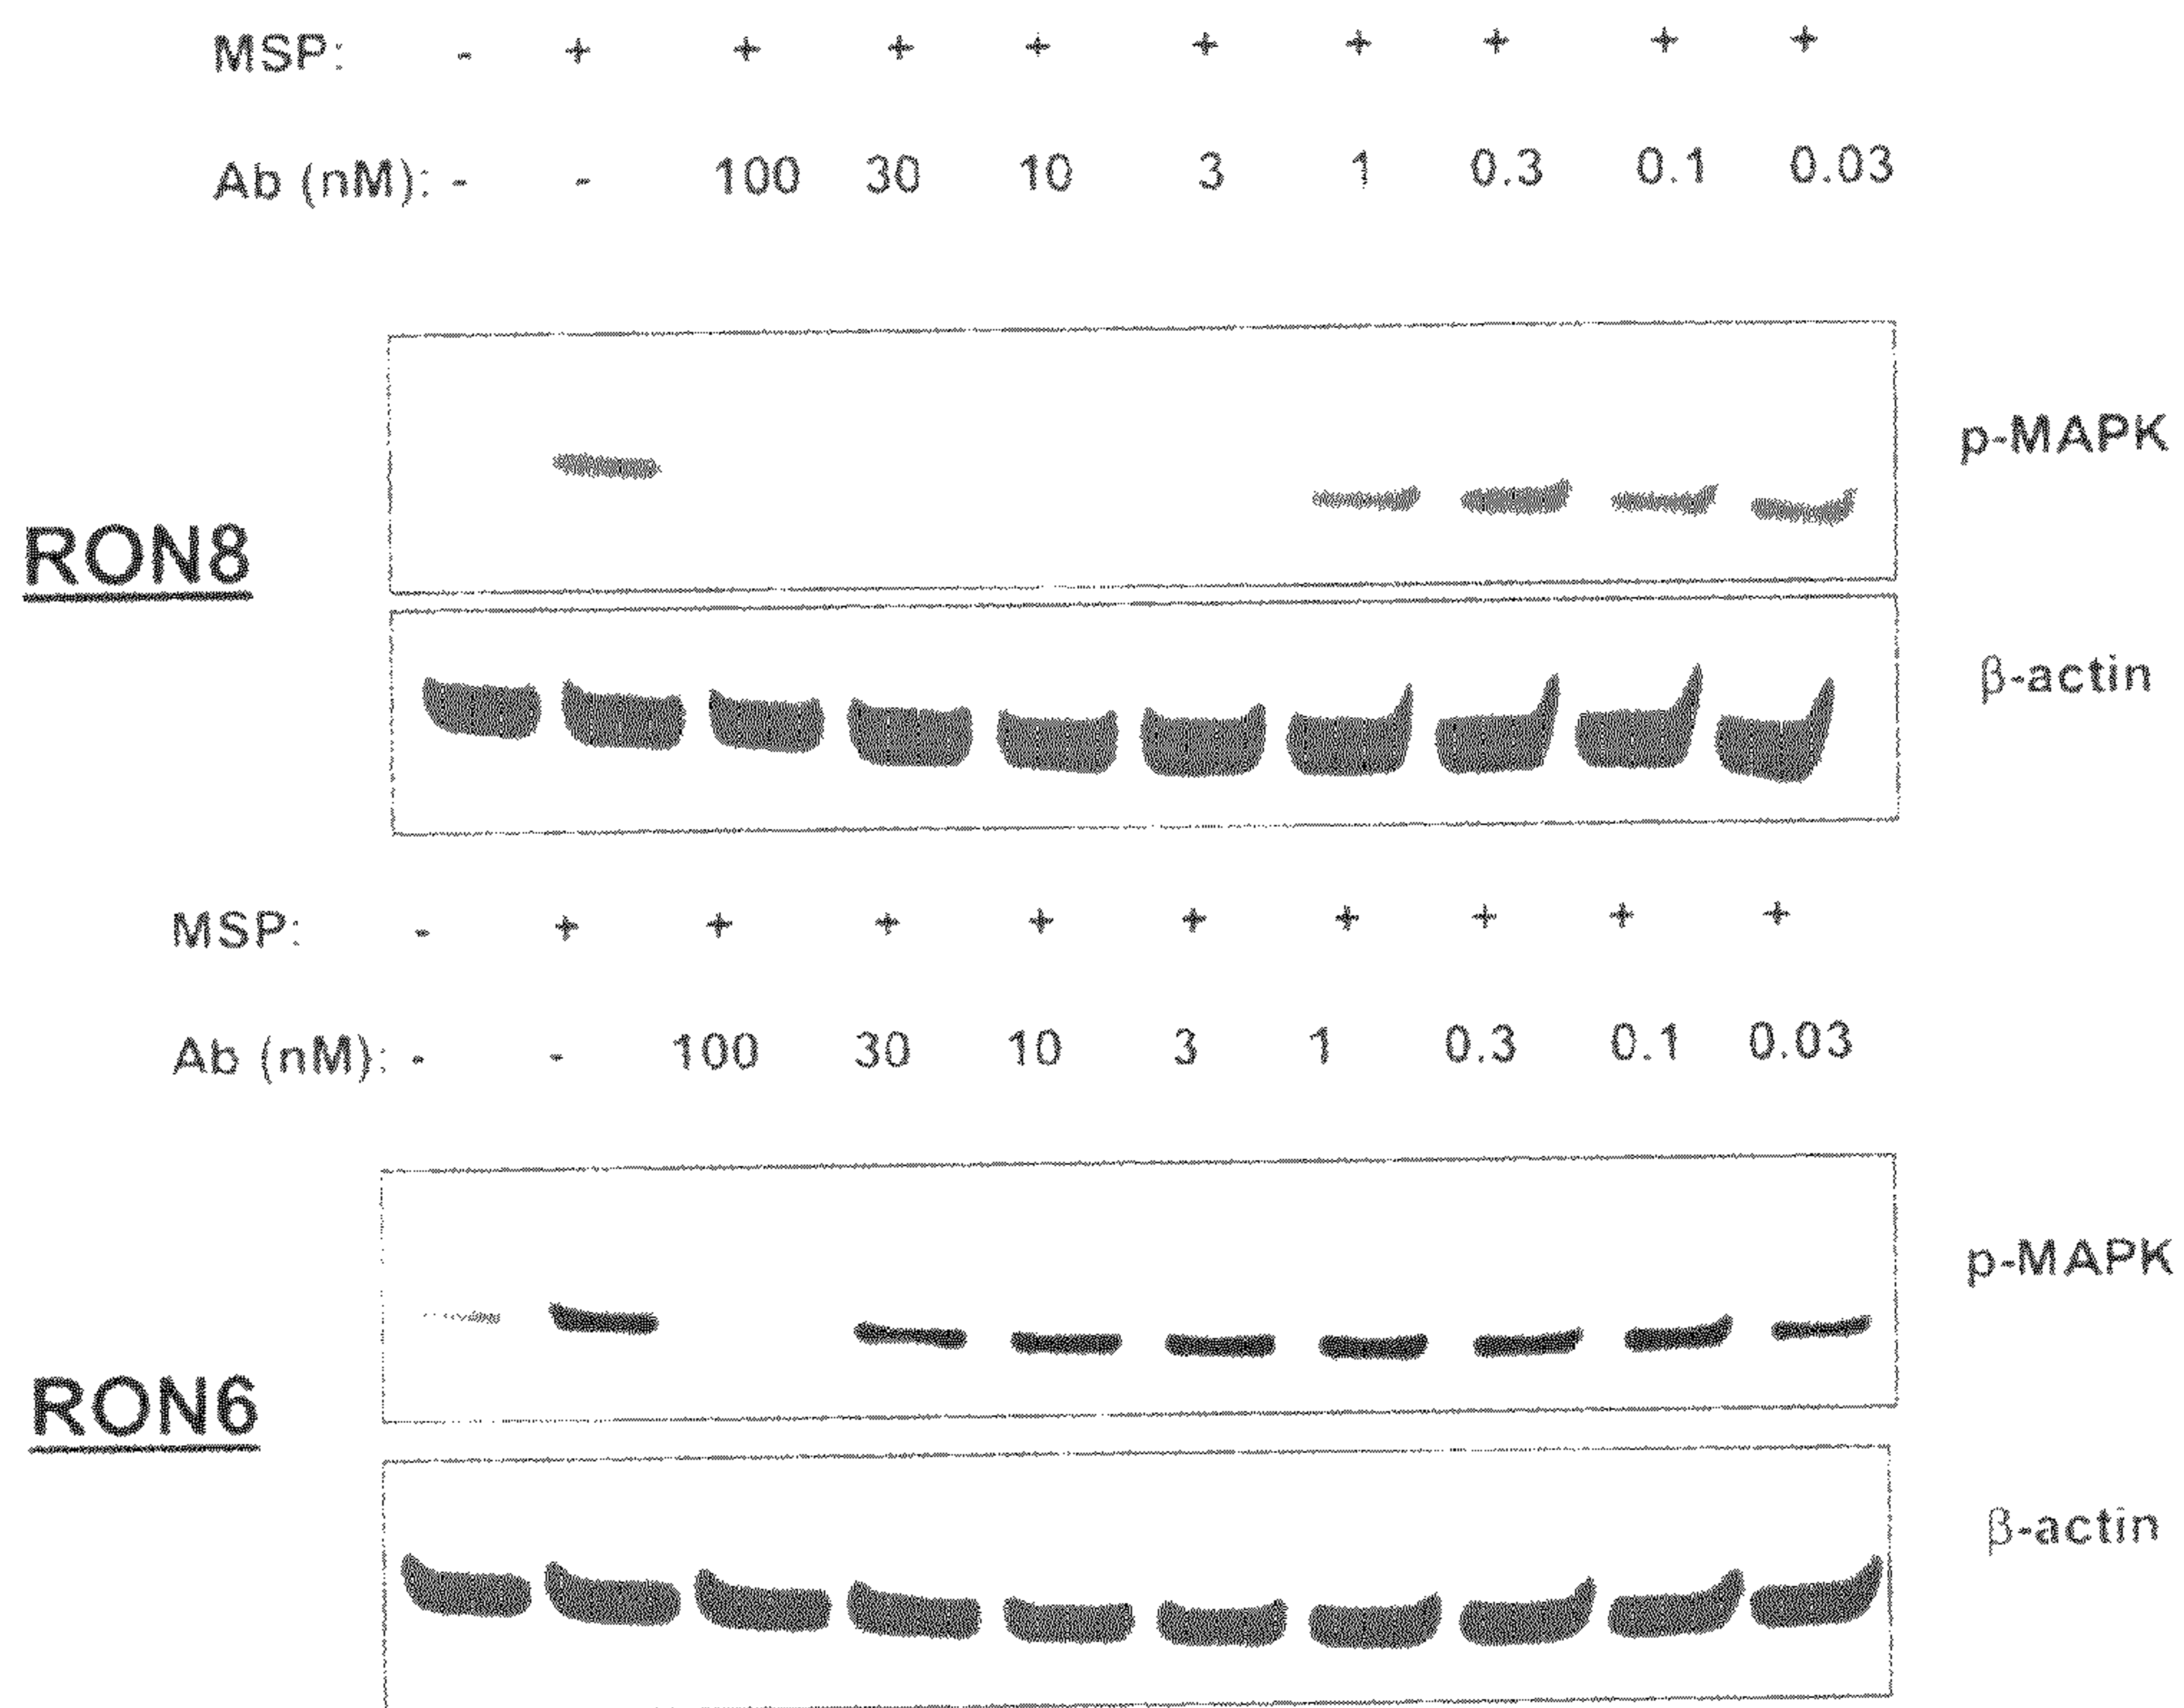 MSP: - + + + + + + + + +
Ab (nM): - - 100 30 10 3 1 0.3 0.1 0.03
p-MAPK
RON8
β-actin
MSP: - + + + + + + + + +
Ab (nM): - - 100 30 10 3 1 0.3 0.1 0.03
p-MAPK
RON6
β-actin